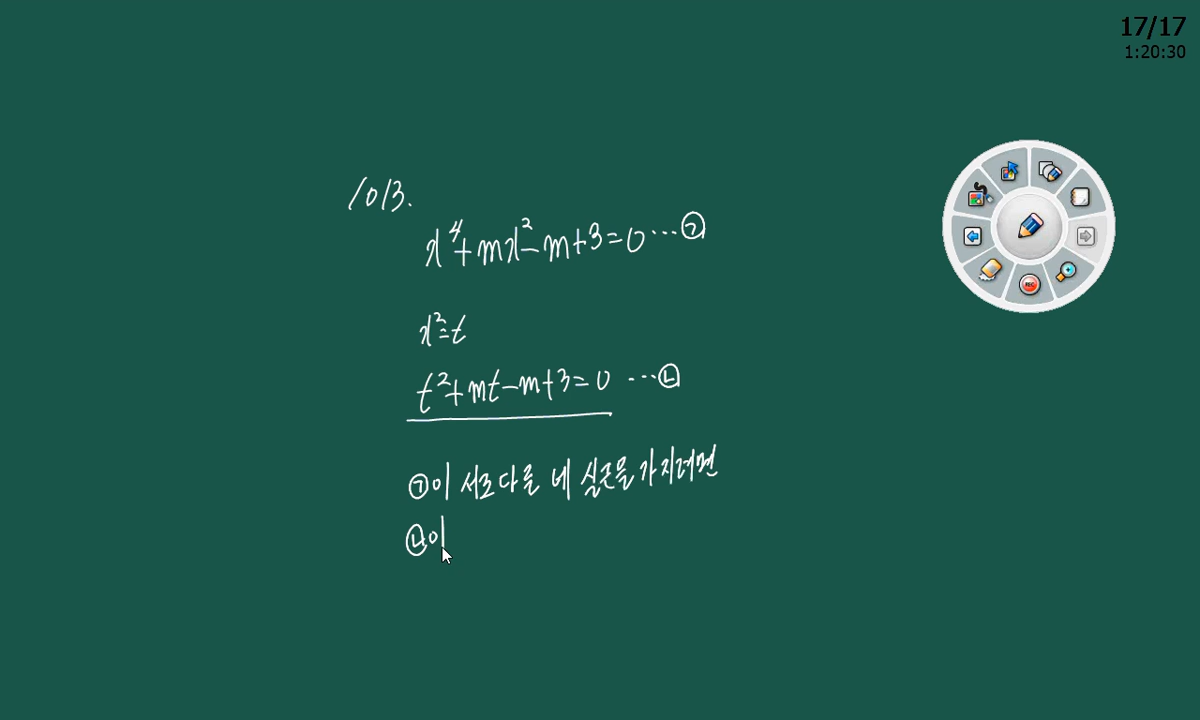 17/17
1:20:30
1013.
x⁴+mx²-m+3=0 ⋯ ㉠
x²=t
t²+mt-m+3=0 ⋯ ㉡
㉠이 서로 다른 네 실근을 가지려면
㉡이
REC